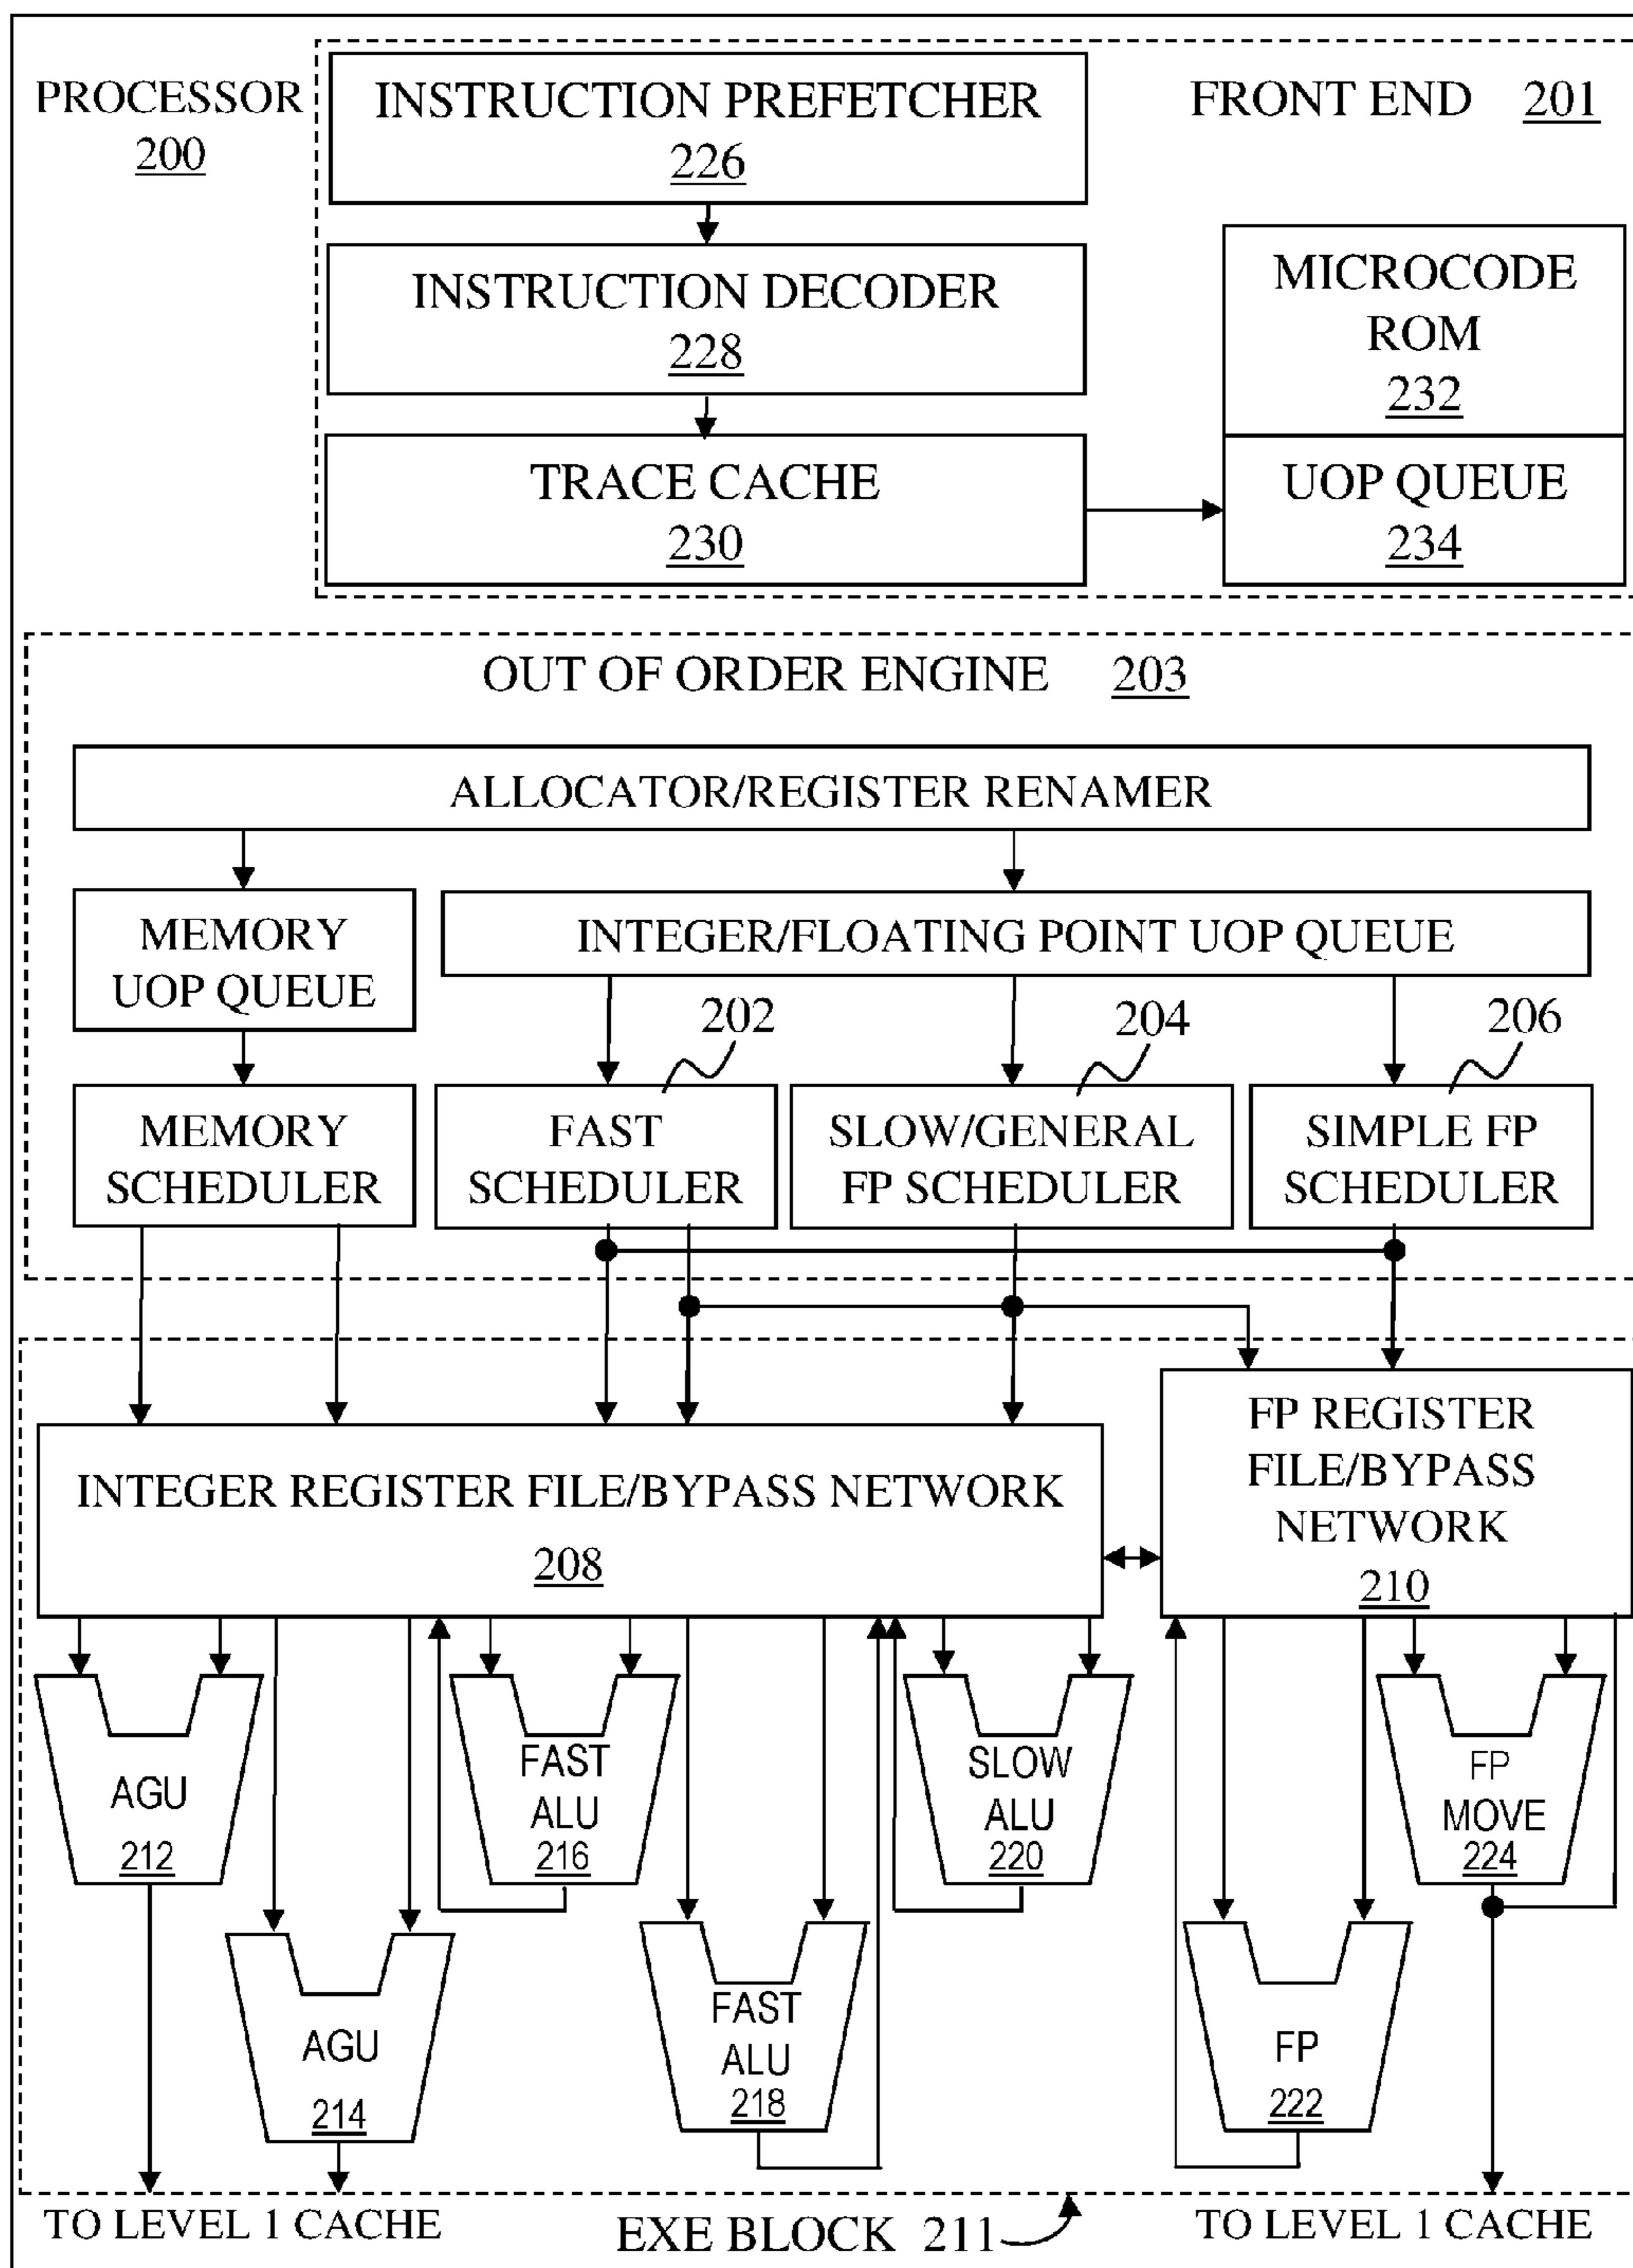 PROCESSOR
200
INSTRUCTION PREFETCHER
226
FRONT END 201
INSTRUCTION DECODER
228
MICROCODE
ROM
232
TRACE CACHE
230
UOP QUEUE
234
OUT OF ORDER ENGINE 203
ALLOCATOR/REGISTER RENAMER
MEMORY
UOP QUEUE
INTEGER/FLOATING POINT UOP QUEUE
202
204
206
MEMORY
SCHEDULER
FAST
SCHEDULER
SLOW/GENERAL
FP SCHEDULER
SIMPLE FP
SCHEDULER
INTEGER REGISTER FILE/BYPASS NETWORK
208
FP REGISTER
FILE/BYPASS
NETWORK
210
AGU
212
FAST
ALU
216
SLOW
ALU
220
FP
MOVE
224
AGU
214
FAST
ALU
218
FP
222
TO LEVEL 1 CACHE
EXE BLOCK 211
TO LEVEL 1 CACHE